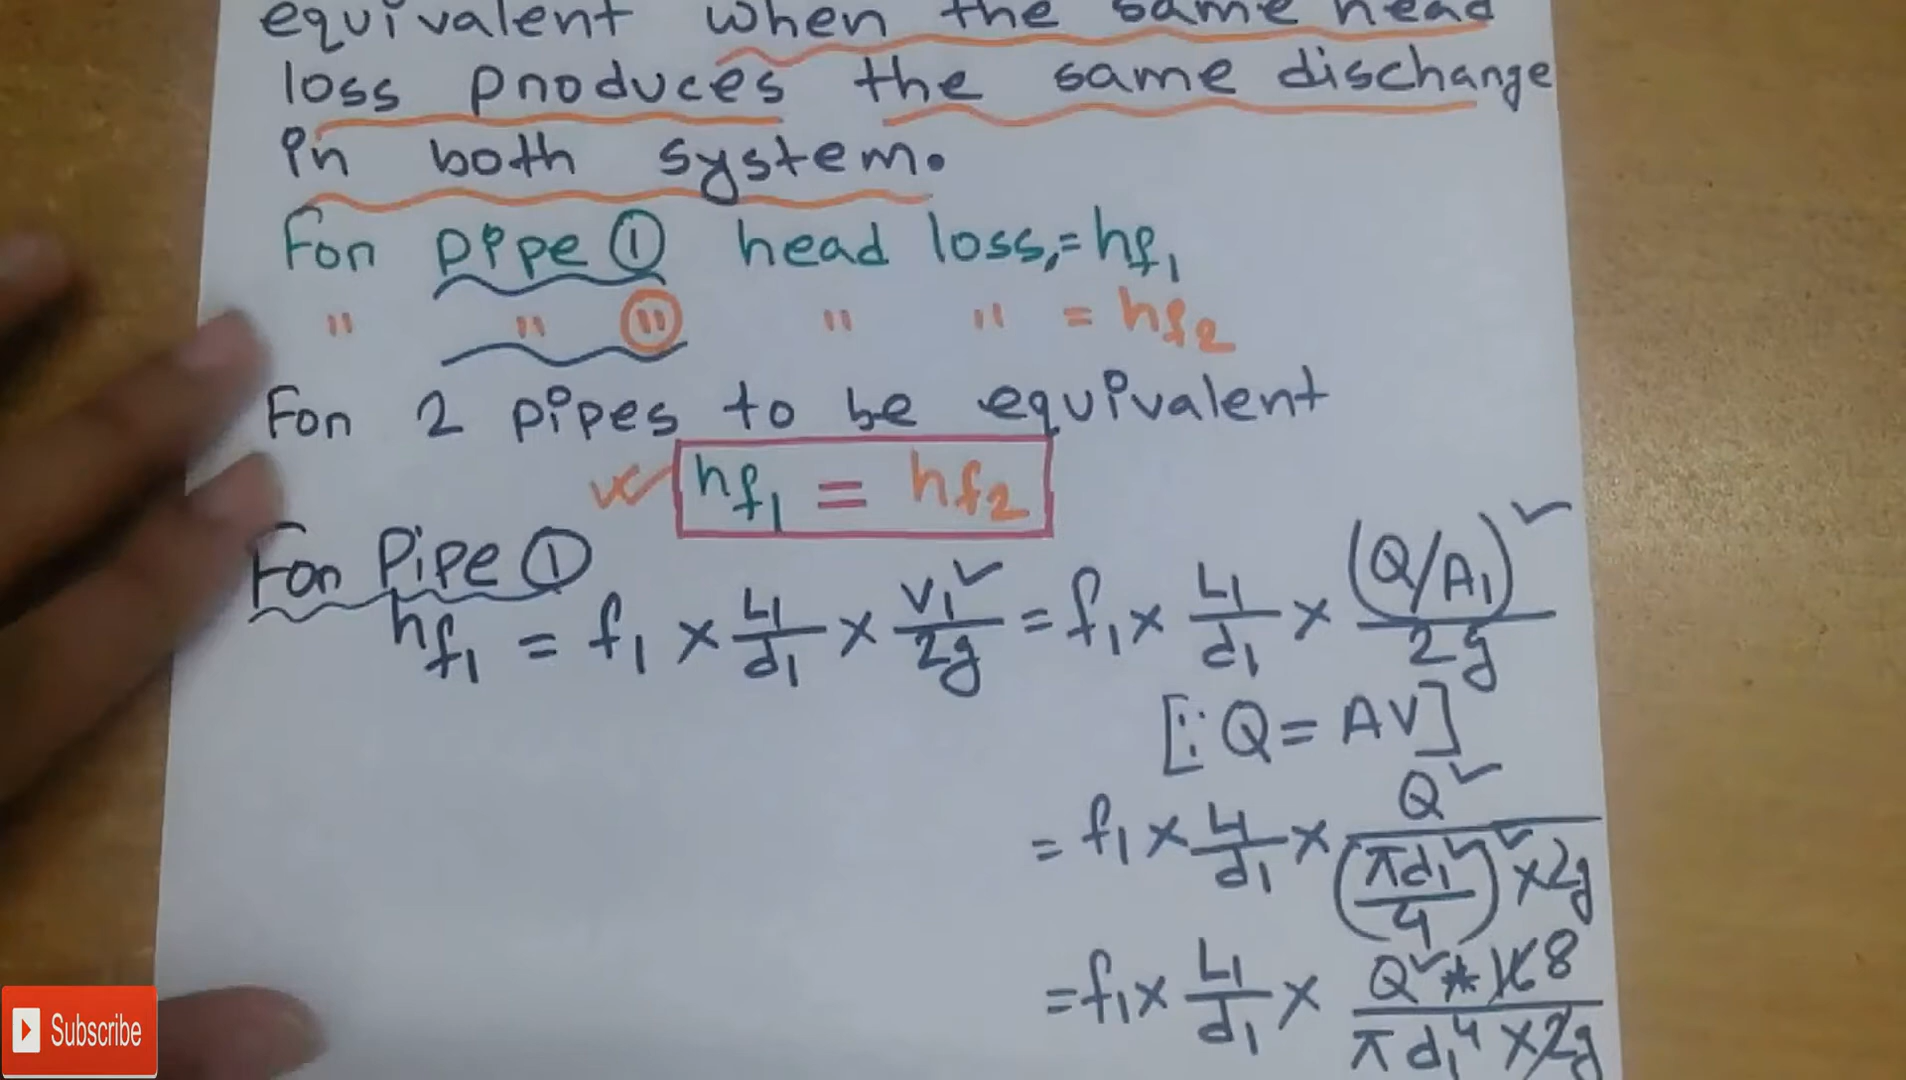 equivalent when the same head
loss produces the same discharge
in both system.
For pipe ① head loss,= hf₁
" " ⑪ " " = hf₂
For 2 pipes to be equivalent
hf₁ = hf₂
For Pipe ①
hf₁ = f₁ × L₁/d₁ × V₁²/2g = f₁ × L₁/d₁ × (Q/A₁)²/2g
[∵ Q = AV]
= f₁ × L₁/d₁ × Q²/((πd₁²/4)² × 2g)
= f₁ × L₁/d₁ × Q² * 16 8/(π d₁⁴ × 2g)
Subscribe